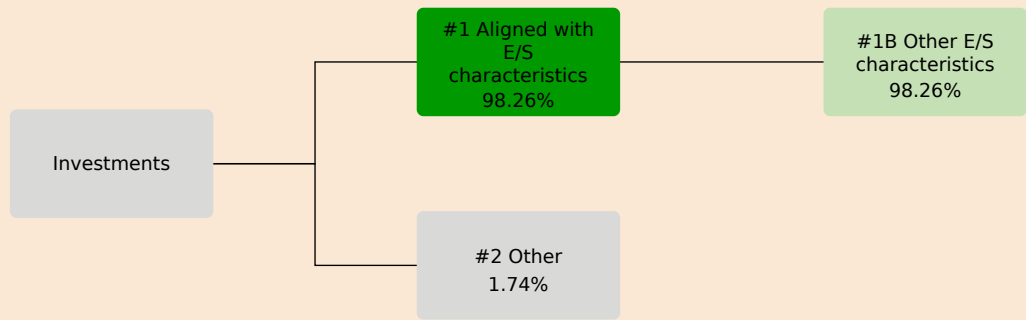 #1 Aligned with
E/S
characteristics
98.26%
#1B Other E/S
characteristics
98.26%
Investments
#2 Other
1.74%